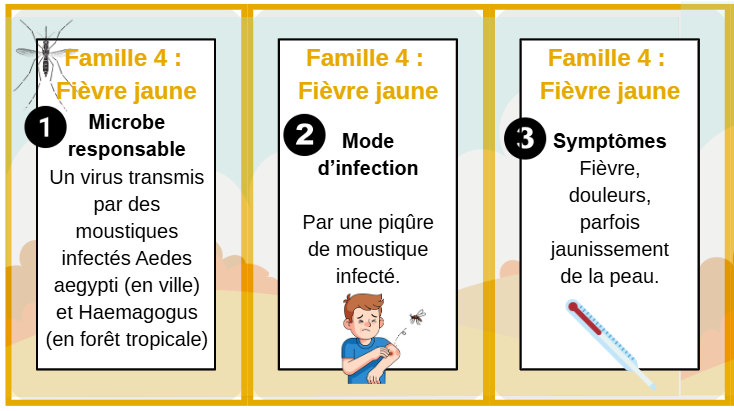 Famille 4 :
Fièvre jaune
1
Microbe
responsable
Un virus transmis
par des
moustiques
infectés Aedes
aegypti (en ville)
et Haemagogus
(en forêt tropicale)
Famille 4 :
Fièvre jaune
2
Mode
d'infection
Par une piqûre
de moustique
infecté.
Famille 4 :
Fièvre jaune
3
Symptômes
Fièvre,
douleurs,
parfois
jaunissement
de la peau.